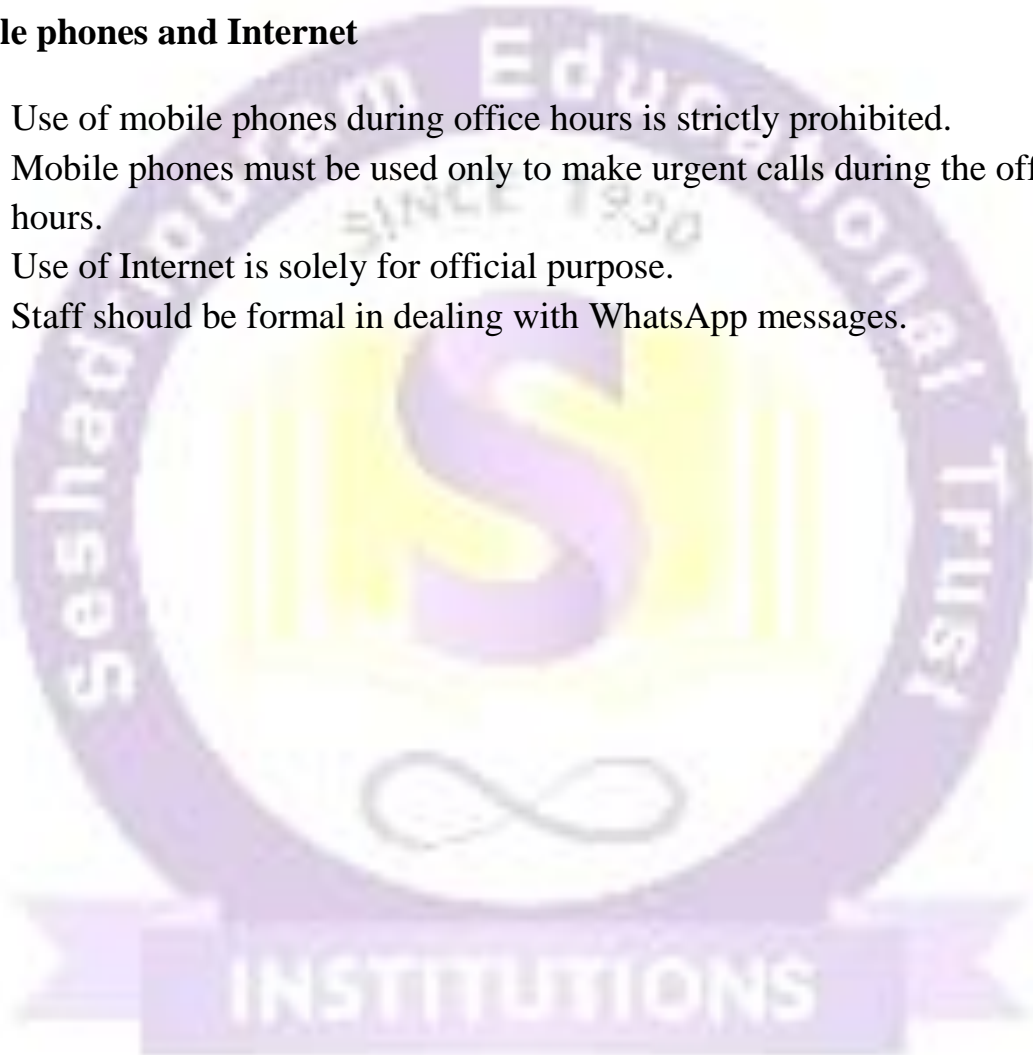 le phones and Internet
Use of mobile phones during office hours is strictly prohibited.
Mobile phones must be used only to make urgent calls during the off
hours.
Use of Internet is solely for official purpose.
Staff should be formal in dealing with WhatsApp messages.
Seshadripuram Educational Trust
SINCE 1930
S
INSTITUTIONS